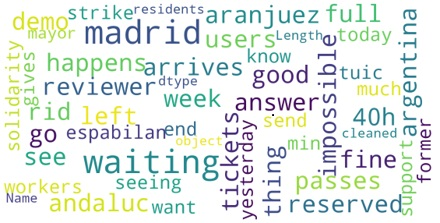 strike residents
demo
mayor madrid aranjuez full
users Length today
solidarity gives happens arrives know
reviewer dtype good impossible tuic argentina
rid left week answer 40h much
go espabilan end send
see object tickets yesterday thing min cleaned
waiting fine support former
workers seeing passes
Name andaluc want reserved